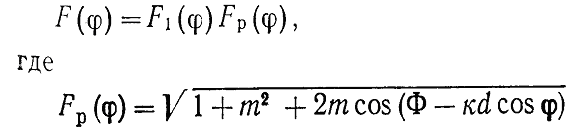 F (φ) = F₁ (φ) Fₚ (φ),
где
Fₚ (φ) = √1 + m² + 2m cos (Φ − κd cos φ)